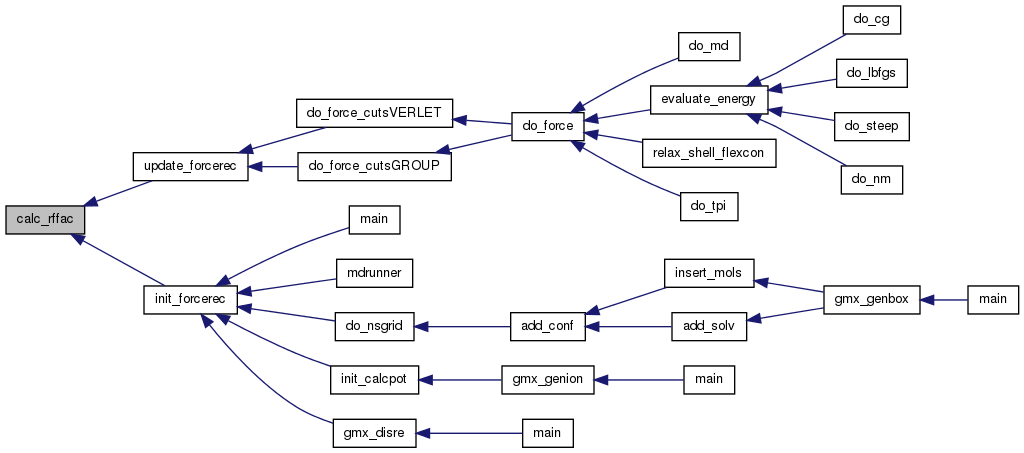 do_cg
do_md
do_lbfgs
evaluate_energy
do_force_cutsVERLET
do_force
do_steep
relax_shell_flexcon
update_forcerec
do_force_cutsGROUP
do_nm
do_tpi
calc_rffac
main
insert_mols
mdrunner
init_forcerec
gmx_genbox
main
do_nsgrid
add_conf
add_solv
init_calcpot
gmx_genion
main
gmx_disre
main